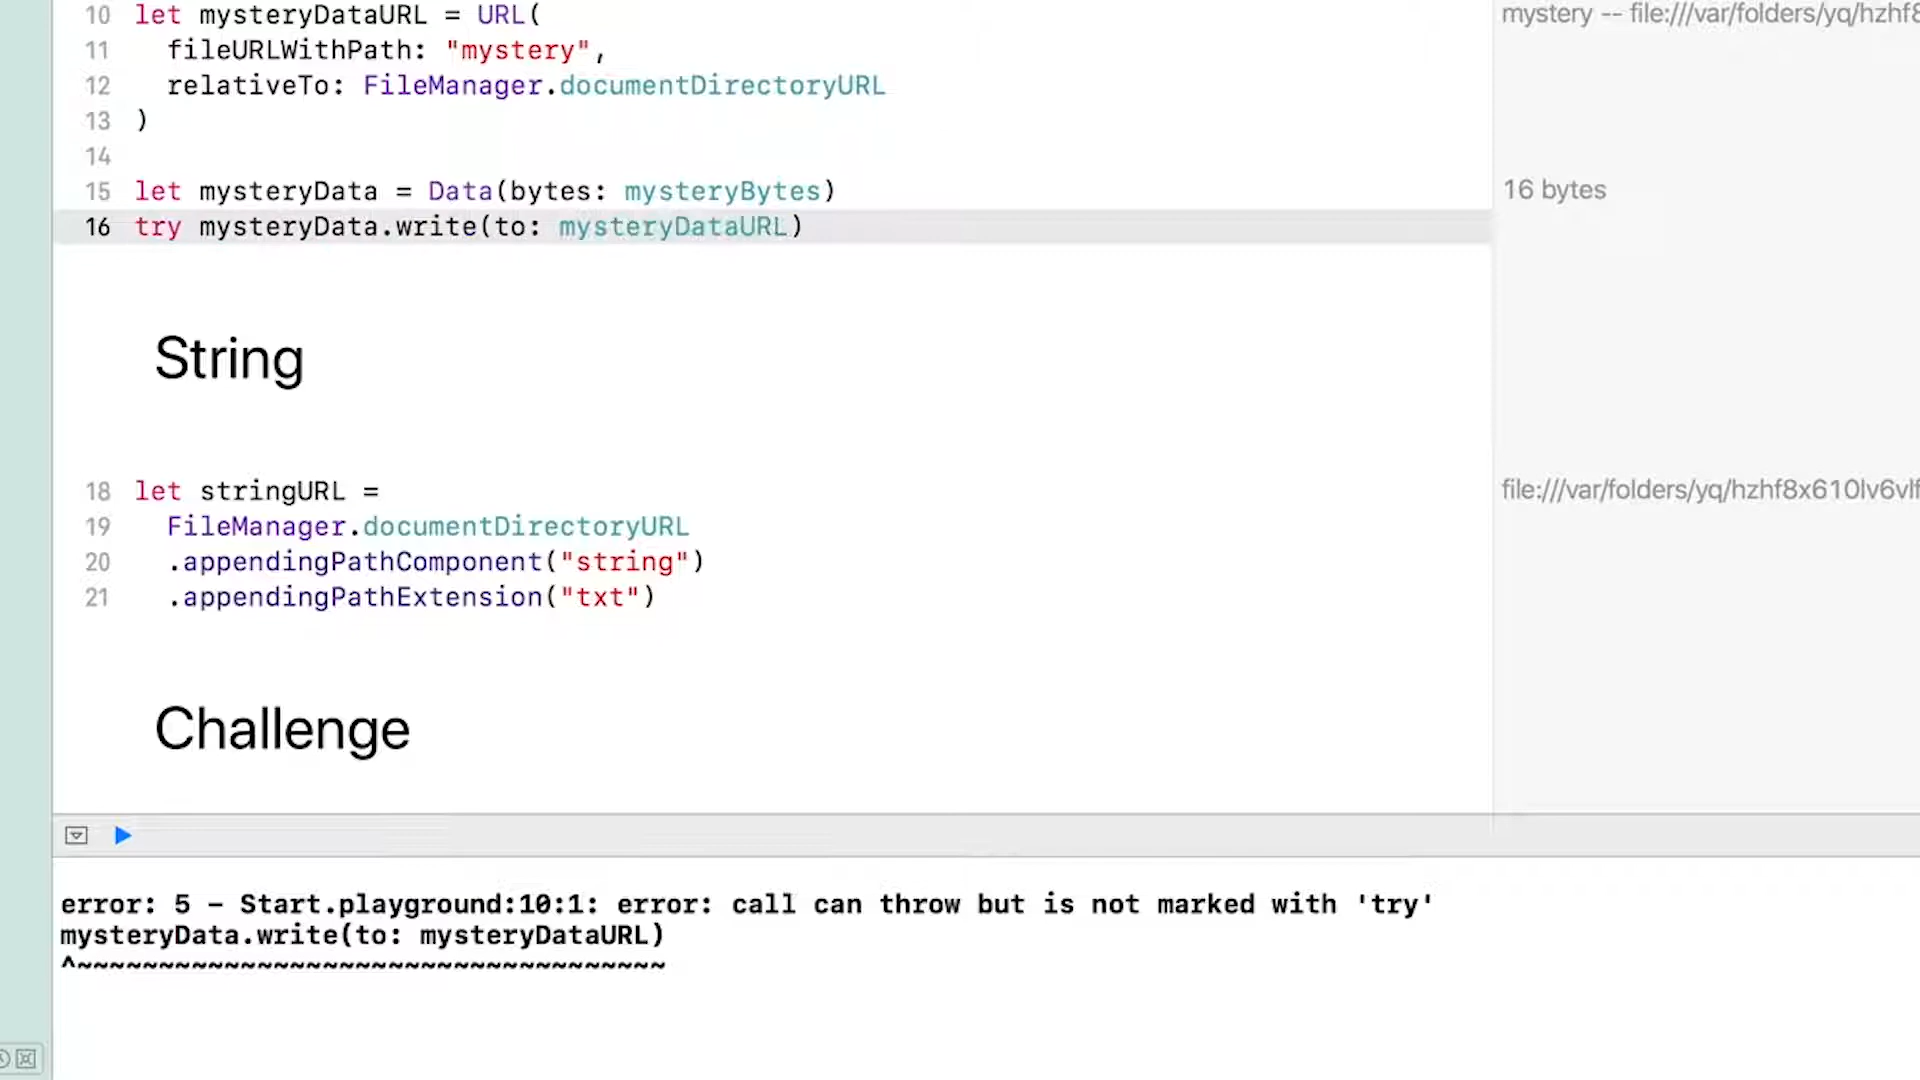 10 let mysteryDataURL = URL(
mystery -- file:///var/folders/yq/hzhf8
11 fileURLWithPath: "mystery",
12 relativeTo: FileManager.documentDirectoryURL
13 )
14
15 let mysteryData = Data(bytes: mysteryBytes)
16 bytes
16 try mysteryData.write(to: mysteryDataURL)
String
18 let stringURL =
file:///var/folders/yq/hzhf8x610lv6vlf
19 FileManager.documentDirectoryURL
20 .appendingPathComponent("string")
21 .appendingPathExtension("txt")
Challenge
error: 5 – Start.playground:10:1: error: call can throw but is not marked with 'try'
mysteryData.write(to: mysteryDataURL)
^~~~~~~~~~~~~~~~~~~~~~~~~~~~~~~~~~~~~